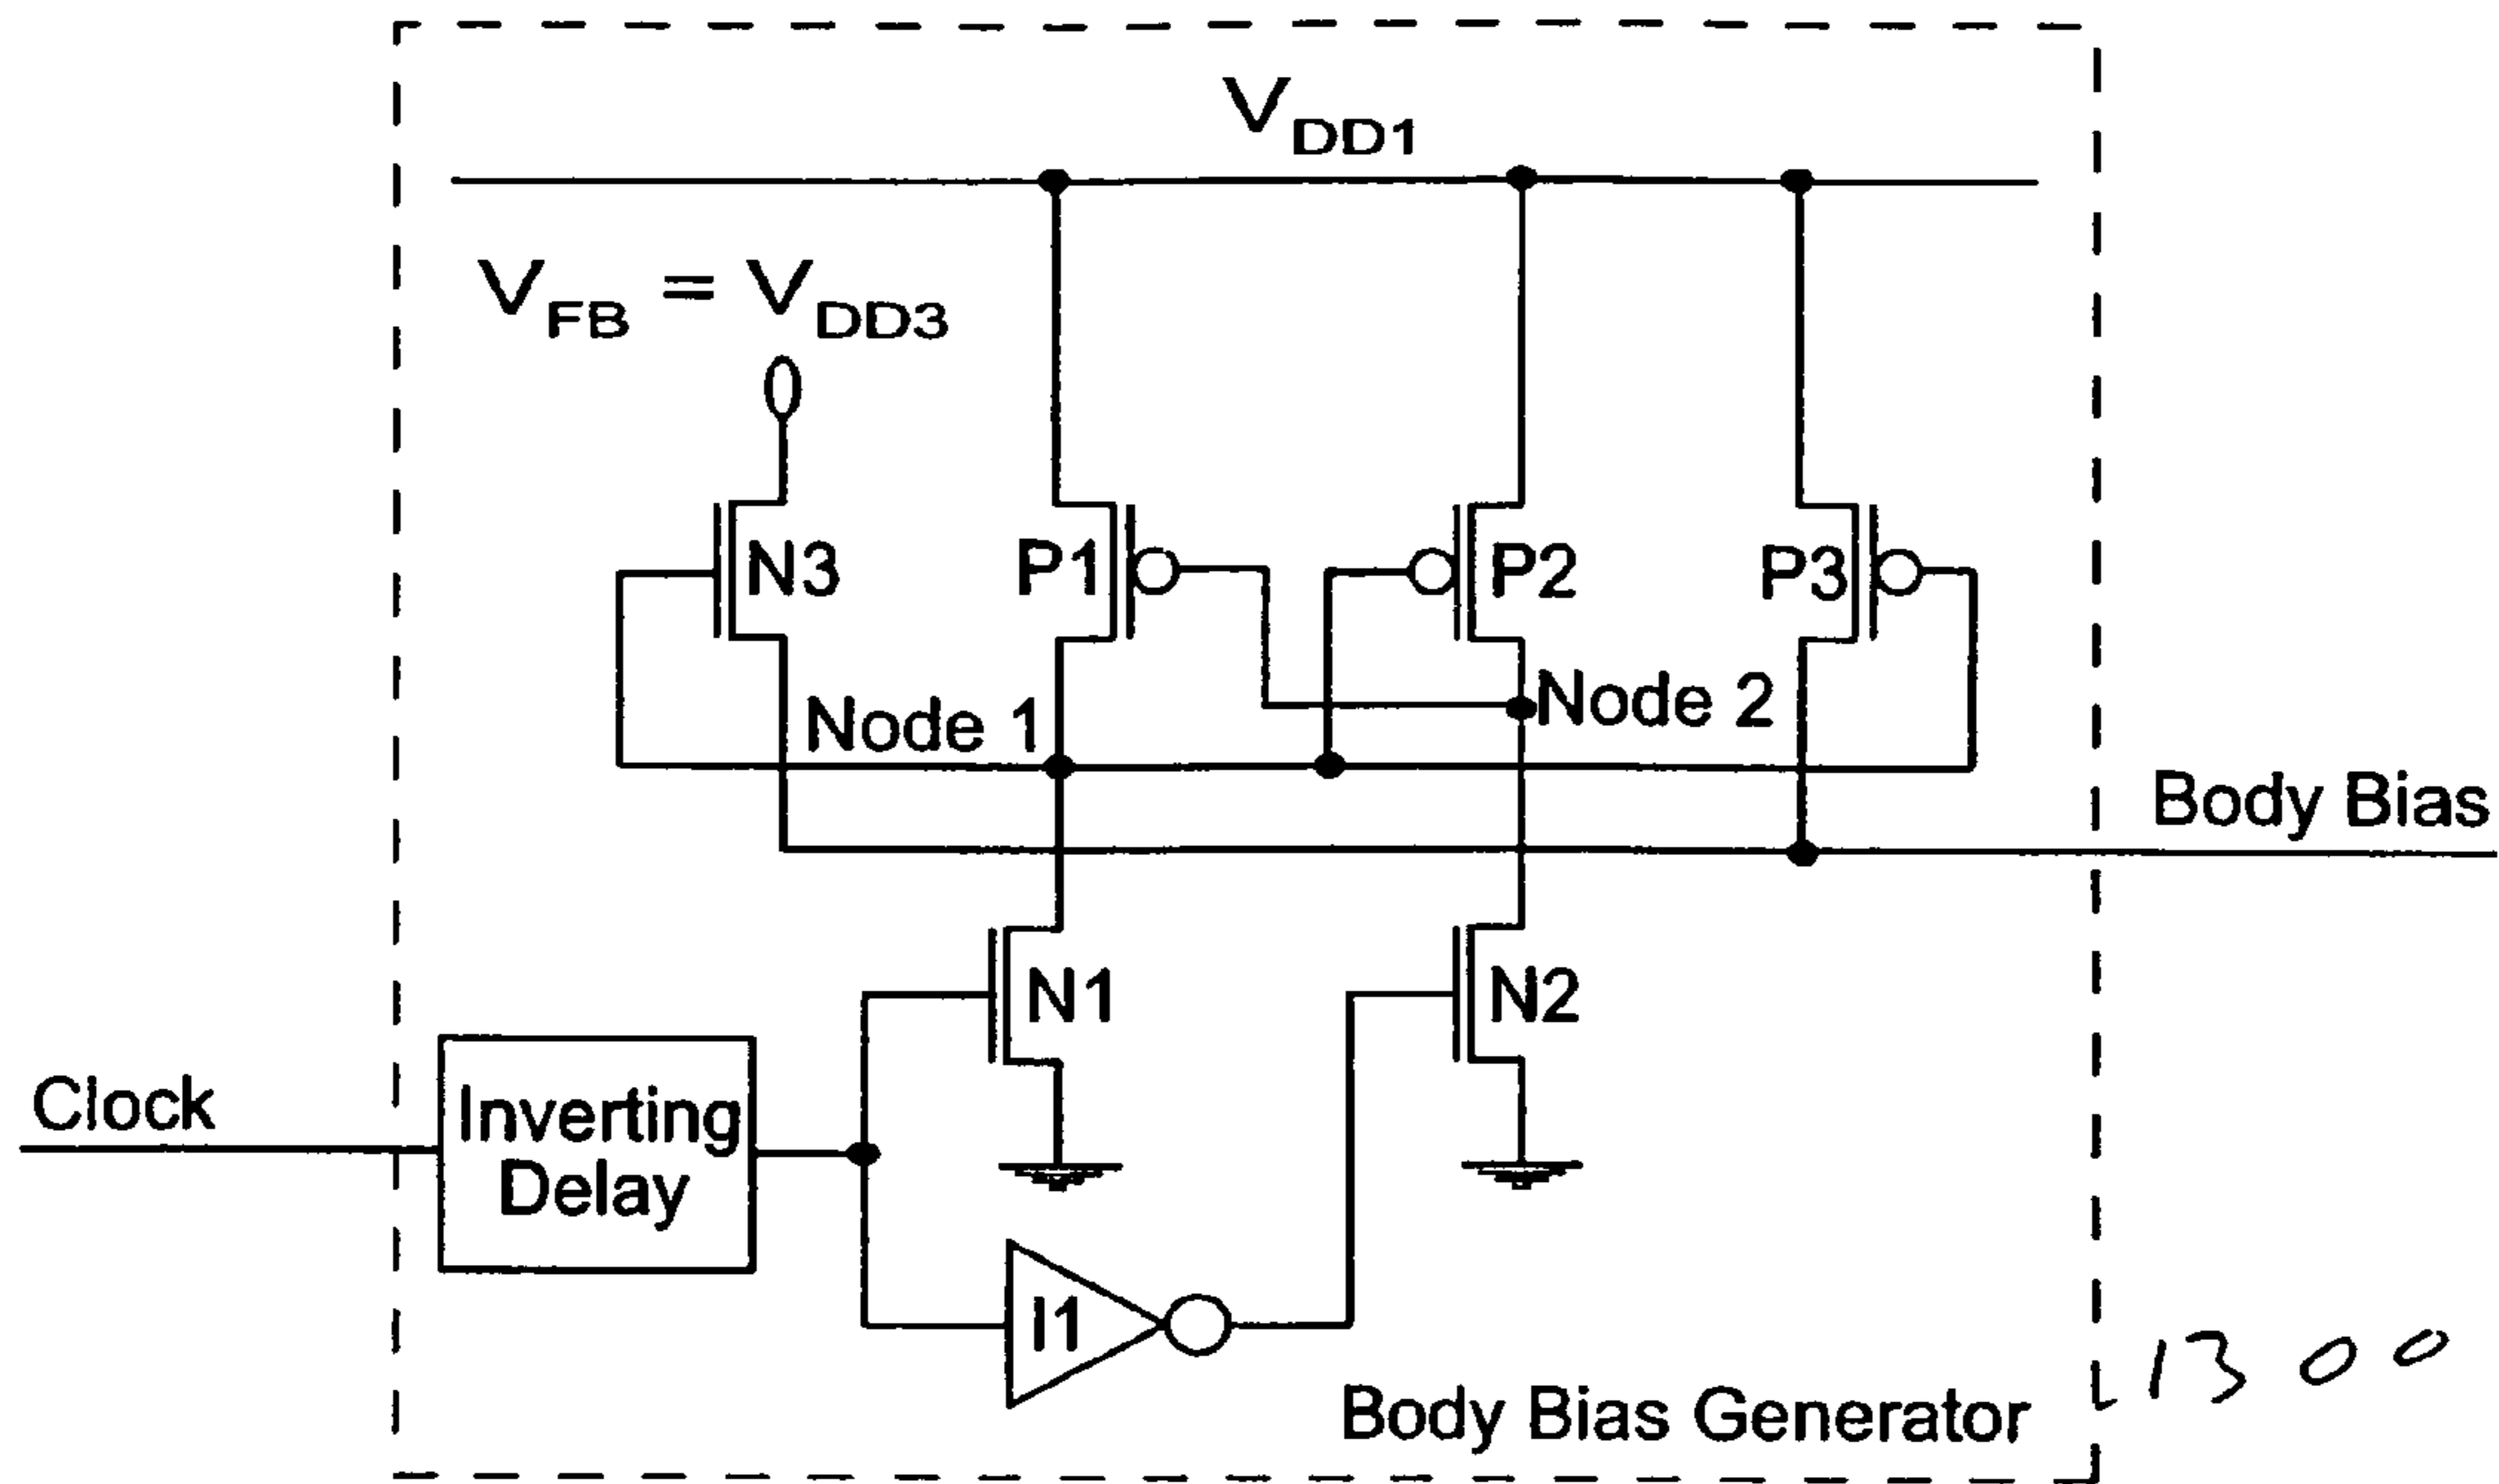 VDD1
VFB = VDD3
N3
P1
P2
P3
Node 1
Node 2
Body Bias
N1
N2
Clock
Inverting
Delay
I1
Body Bias Generator
1300